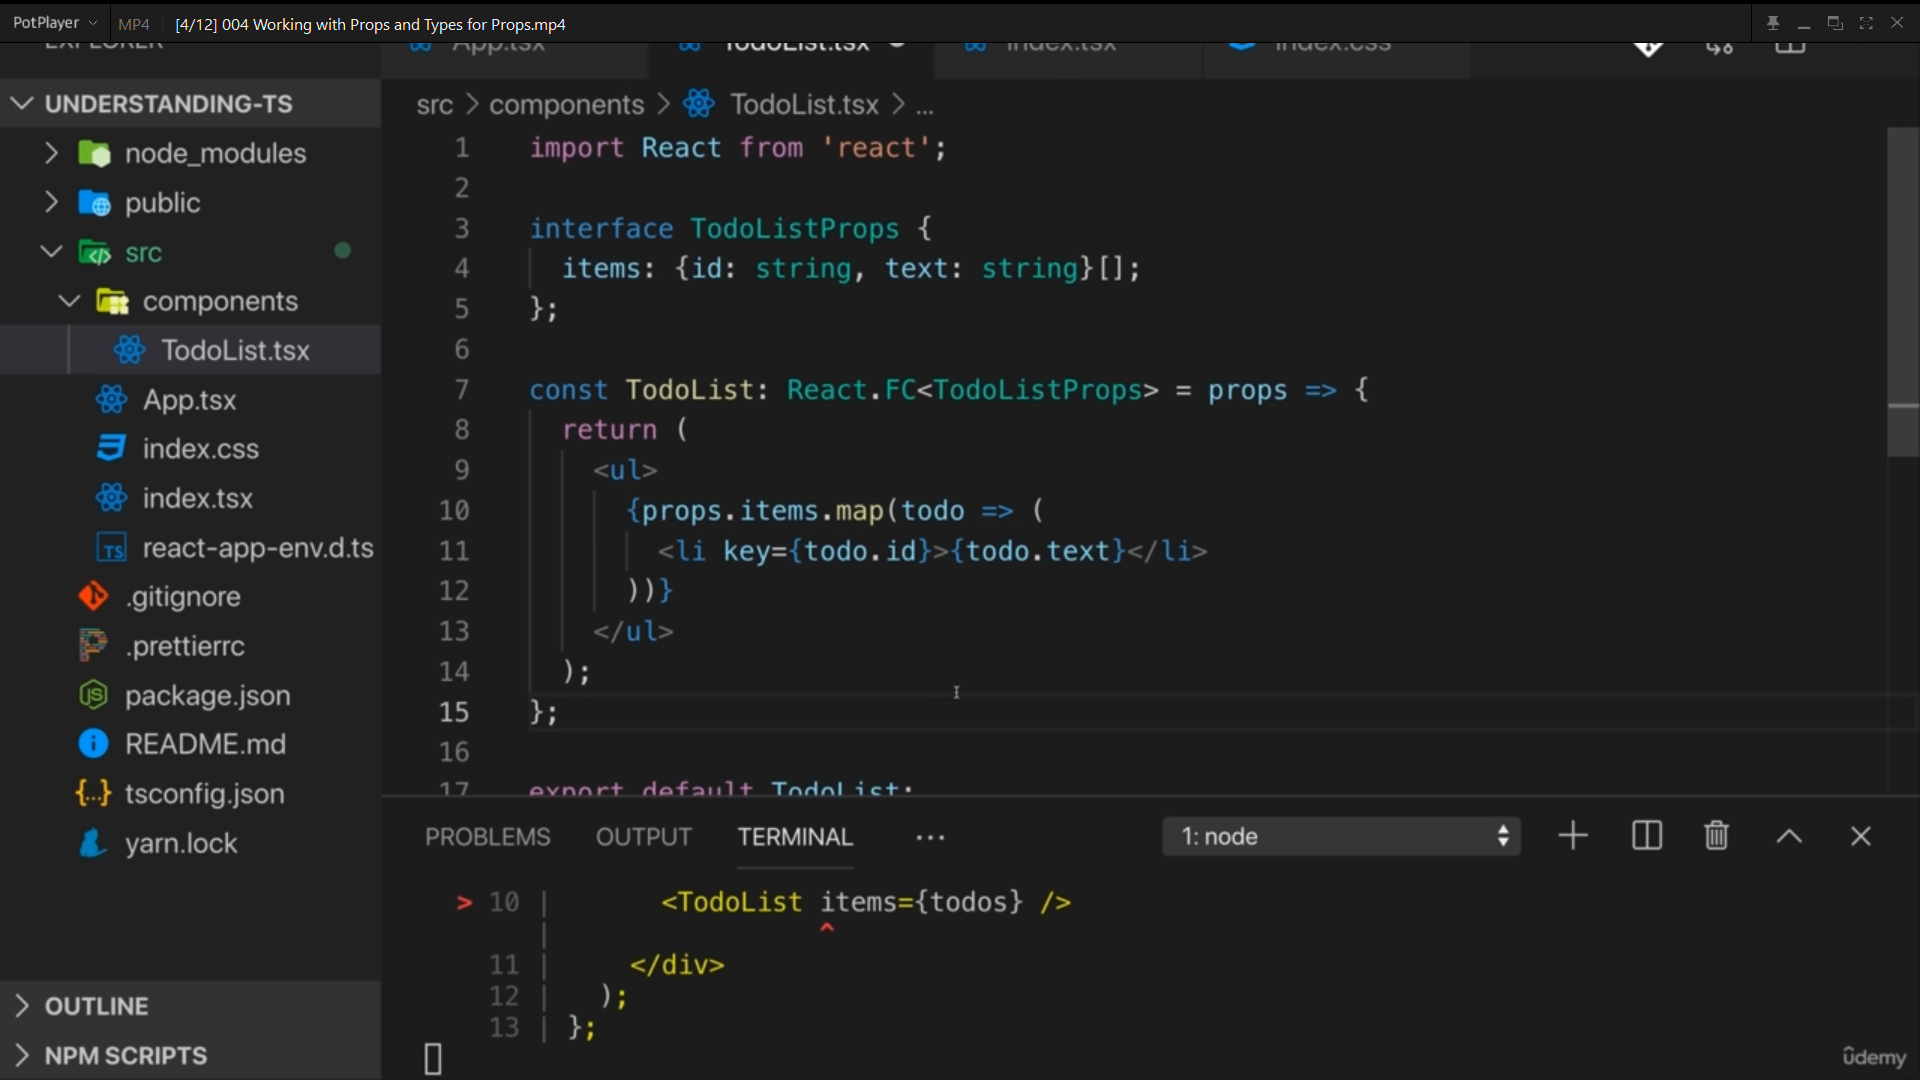 PotPlayer MP4 [4/12] 004 Working with Props and Types for Props.mp4
EXPLORER App.tsx TodoList.tsx index.tsx index.css
UNDERSTANDING-TS
node_modules
public
src
components
TodoList.tsx
App.tsx
index.css
index.tsx
react-app-env.d.ts
.gitignore
.prettierrc
package.json
README.md
tsconfig.json
yarn.lock
OUTLINE
NPM SCRIPTS
src > components > TodoList.tsx > ...
1 import React from 'react';
2
3 interface TodoListProps {
4 items: {id: string, text: string}[];
5 };
6
7 const TodoList: React.FC<TodoListProps> = props => {
8 return (
9 <ul>
10 {props.items.map(todo => (
11 <li key={todo.id}>{todo.text}</li>
12 ))}
13 </ul>
14 );
15 };
16
17 export default TodoList;
PROBLEMS OUTPUT TERMINAL ... 1: node
> 10 | <TodoList items={todos} />
| ^
11 | </div>
12 | );
13 | };
ûdemy